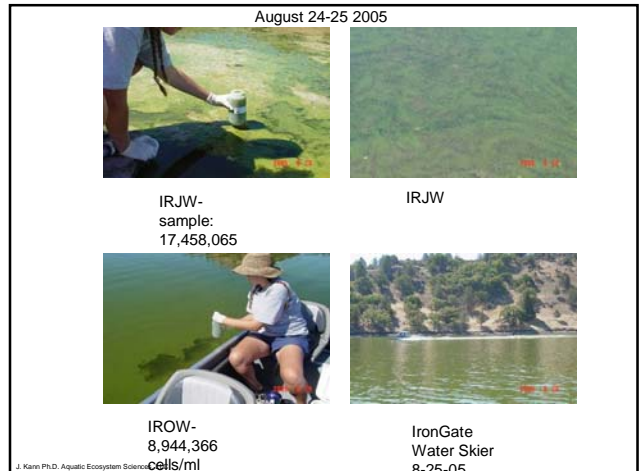 August 24-25 2005
IRJW-
sample:
17,458,065
IRJW
IROW-
8,944,366
cells/ml
IronGate
Water Skier
8-25-05
J. Kann Ph.D. Aquatic Ecosystem Sciences